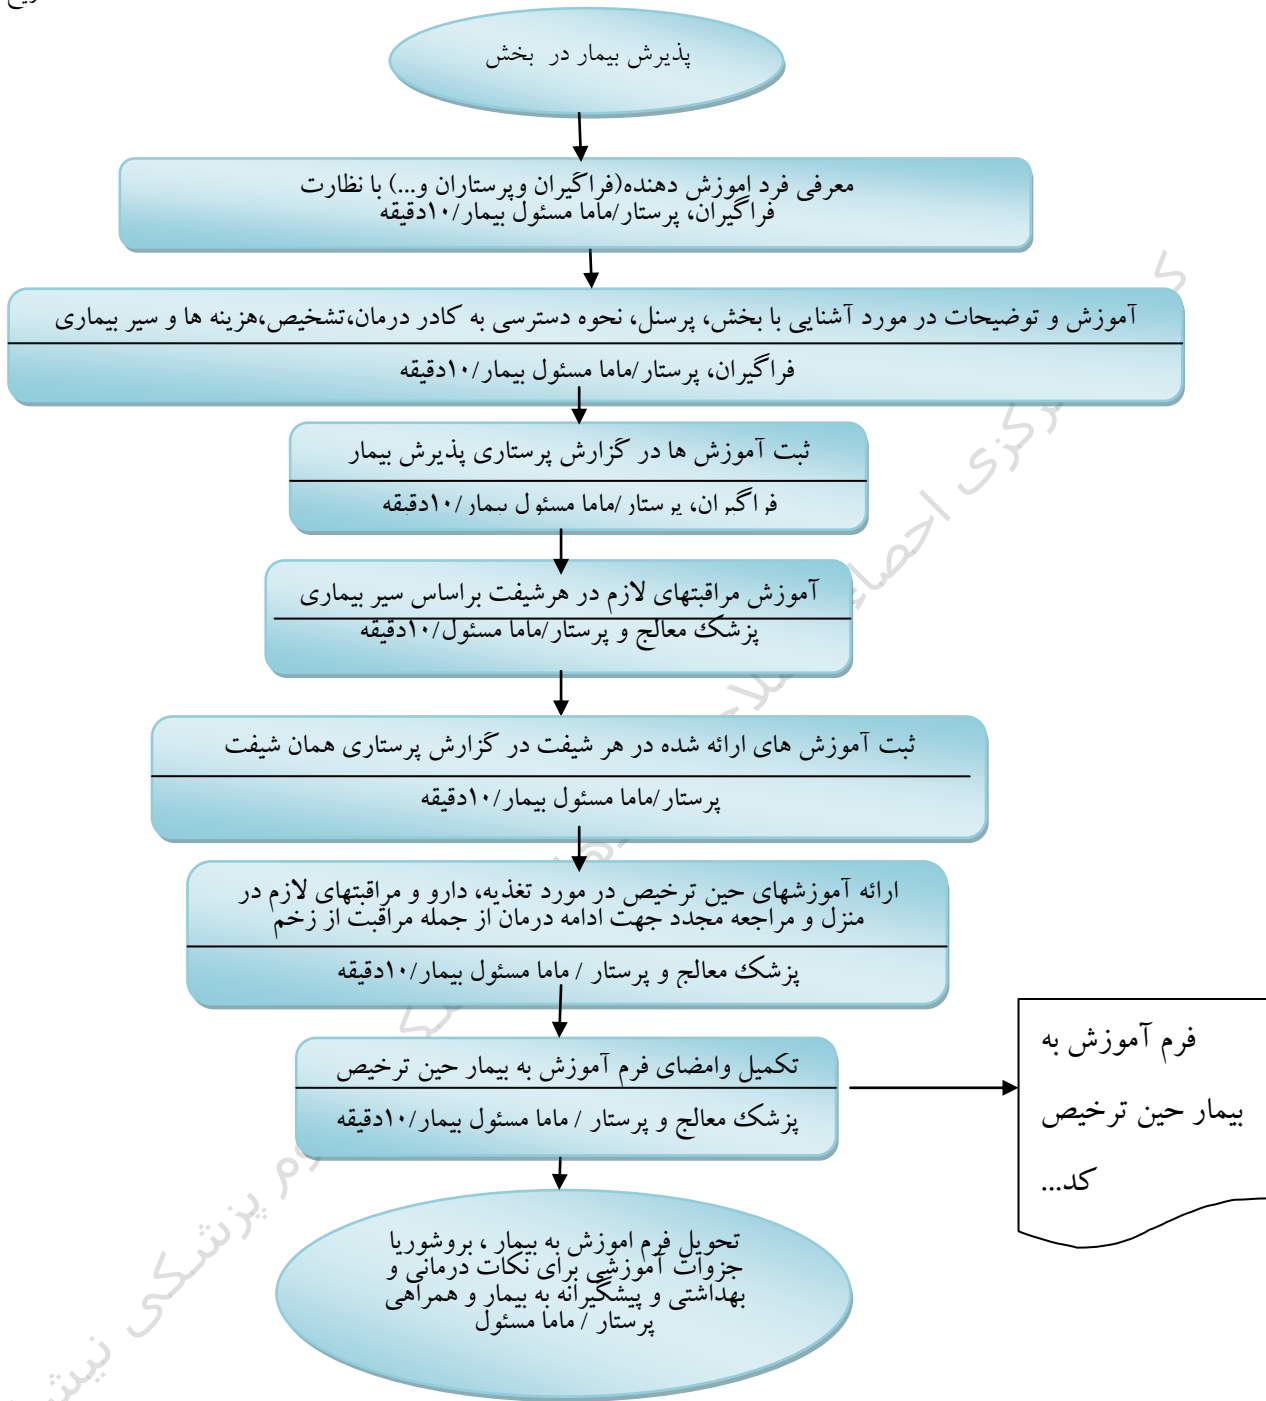 پذیرش بیمار در بخش
معرفی فرد اموزش دهنده(فراگیران وپرستاران و...) با نظارت
فراگیران، پرستار/ماما مسئول بیمار/۱۰دقیقه
آموزش و توضیحات در مورد آشنایی با بخش، پرسنل، نحوه دسترسی به کادر درمان،تشخیص،هزینه ها و سیر بیماری
فراگیران، پرستار/ماما مسئول بیمار/۱۰دقیقه
ثبت آموزش ها در گزارش پرستاری پذیرش بیمار
فراگیران، پرستار/ماما مسئول بیمار/۱۰دقیقه
آموزش مراقبتهای لازم در هرشیفت براساس سیر بیماری
پزشک معالج و پرستار/ماما مسئول/۱۰دقیقه
ثبت آموزش های ارائه شده در هر شیفت در گزارش پرستاری همان شیفت
پرستار/ماما مسئول بیمار/۱۰دقیقه
ارائه آموزشهای حین ترخیص در مورد تغذیه، دارو و مراقبتهای لازم در
منزل و مراجعه مجدد جهت ادامه درمان از جمله مراقبت از زخم
پزشک معالج و پرستار / ماما مسئول بیمار/۱۰دقیقه
تکمیل وامضای فرم آموزش به بیمار حین ترخیص
پزشک معالج و پرستار / ماما مسئول بیمار/۱۰دقیقه
فرم آموزش به
بیمار حین ترخیص
کد...
تحویل فرم اموزش به بیمار ، بروشوریا
جزوات آموزشی برای نکات درمانی و
بهداشتی و پیشگیرانه به بیمار و همراهی
پرستار / ماما مسئول
مرکزی احصاء
پزشکی